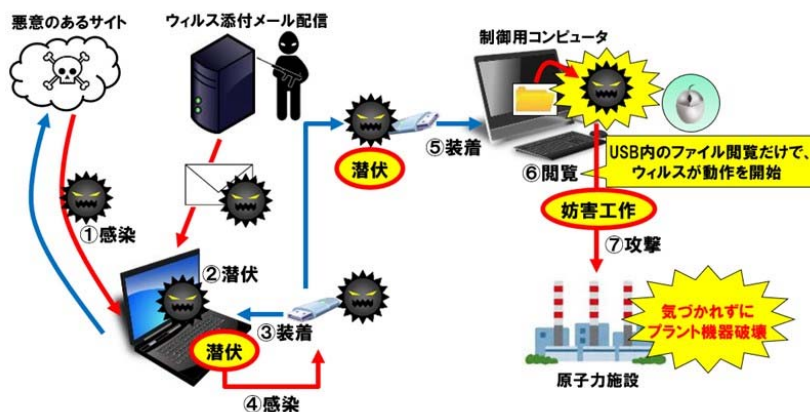 悪意のあるサイト
ウィルス添付メール配信
制御用コンピュータ
潜伏
⑤装着
⑥閲覧
USB内のファイル閲覧だけで、
ウィルスが動作を開始
①感染
妨害工作
⑦攻撃
②潜伏
③装着
潜伏
④感染
気づかれずに
プラント機器破壊
原子力施設